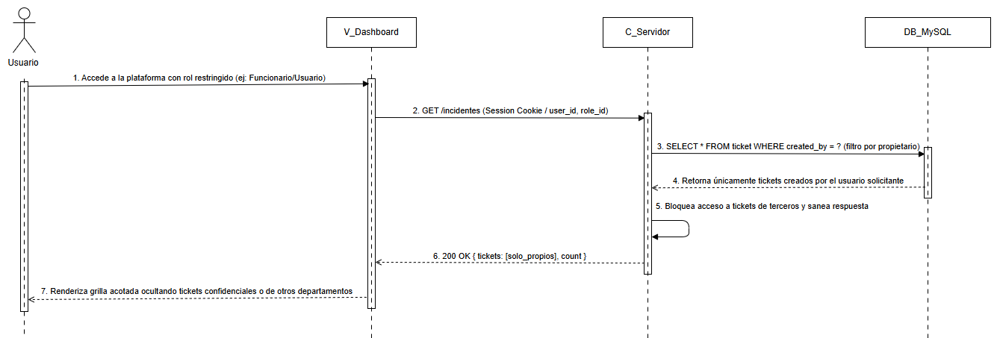 V_Dashboard
C_Servidor
DB_MySQL
Usuario
1. Accede a la plataforma con rol restringido (ej: Funcionario/Usuario)
2. GET /incidentes (Session Cookie / user_id, role_id)
3. SELECT * FROM ticket WHERE created_by = ? (filtro por propietario)
4. Retorna únicamente tickets creados por el usuario solicitante
5. Bloquea acceso a tickets de terceros y sanea respuesta
6. 200 OK { tickets: [solo_propios], count }
7. Renderiza grilla acotada ocultando tickets confidenciales o de otros departamentos